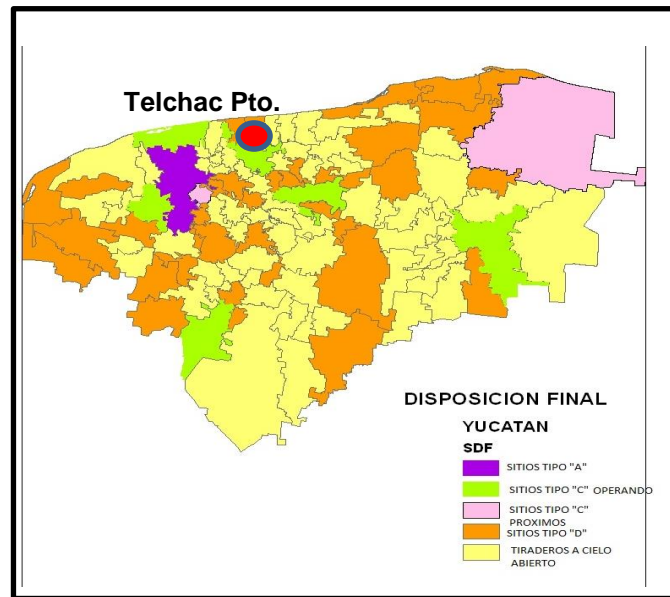 Telchac Pto.
DISPOSICION FINAL
YUCATAN
SDF
SITIOS TIPO "A"
SITIOS TIPO "C" OPERANDO
SITIOS TIPO "C"
PROXIMOS
SITIOS TIPO "D"
TIRADEROS A CIELO
ABIERTO